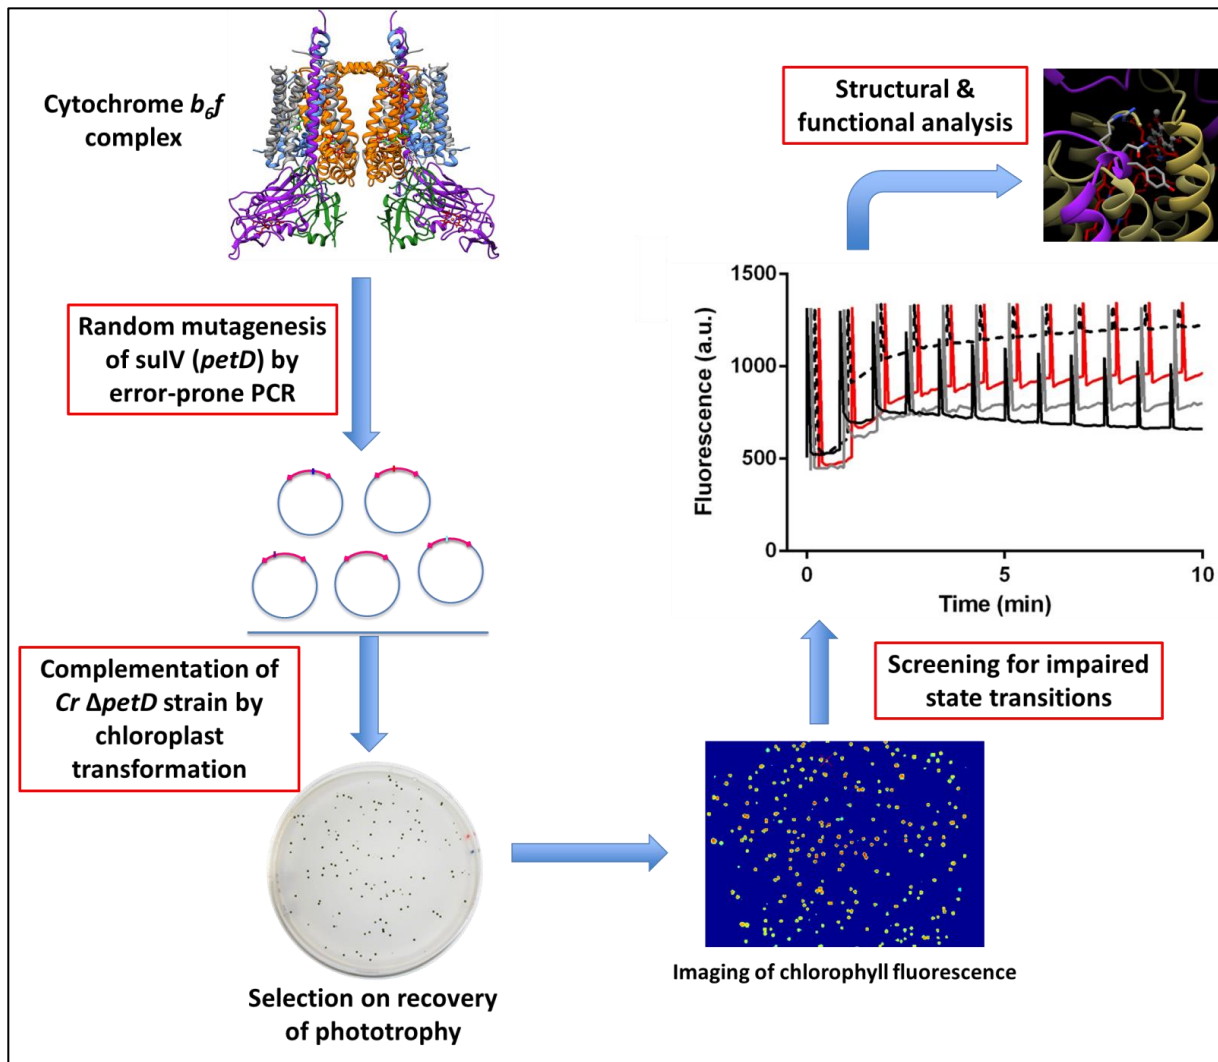 Cytochrome b₆f
complex
Random mutagenesis
of suIV (petD) by
error-prone PCR
Complementation of
Cr ΔpetD strain by
chloroplast
transformation
Selection on recovery
of phototrophy
Imaging of chlorophyll fluorescence
Screening for impaired
state transitions
Fluorescence (a.u.)
1500
1000
500
0
0
5
10
Time (min)
Structural &
functional analysis